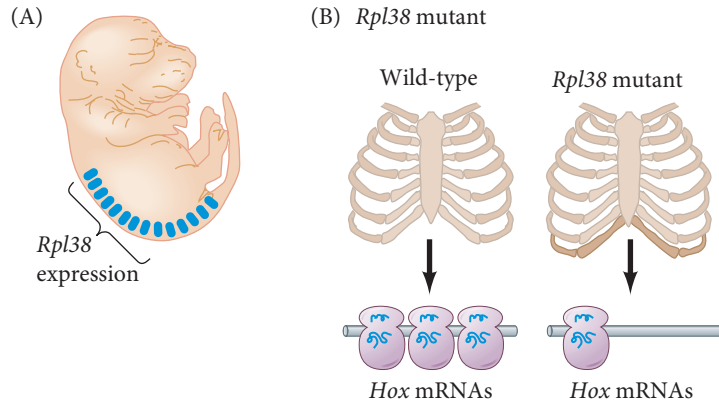 (A)
Rpl38
expression
(B) Rpl38 mutant
Wild-type
Rpl38 mutant
Hox mRNAs
Hox mRNAs